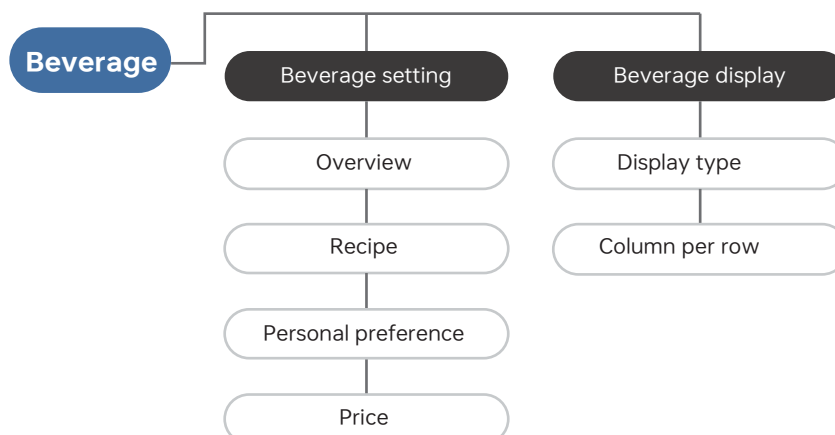 Beverage
Beverage setting
Overview
Recipe
Personal preference
Price
Beverage display
Display type
Column per row